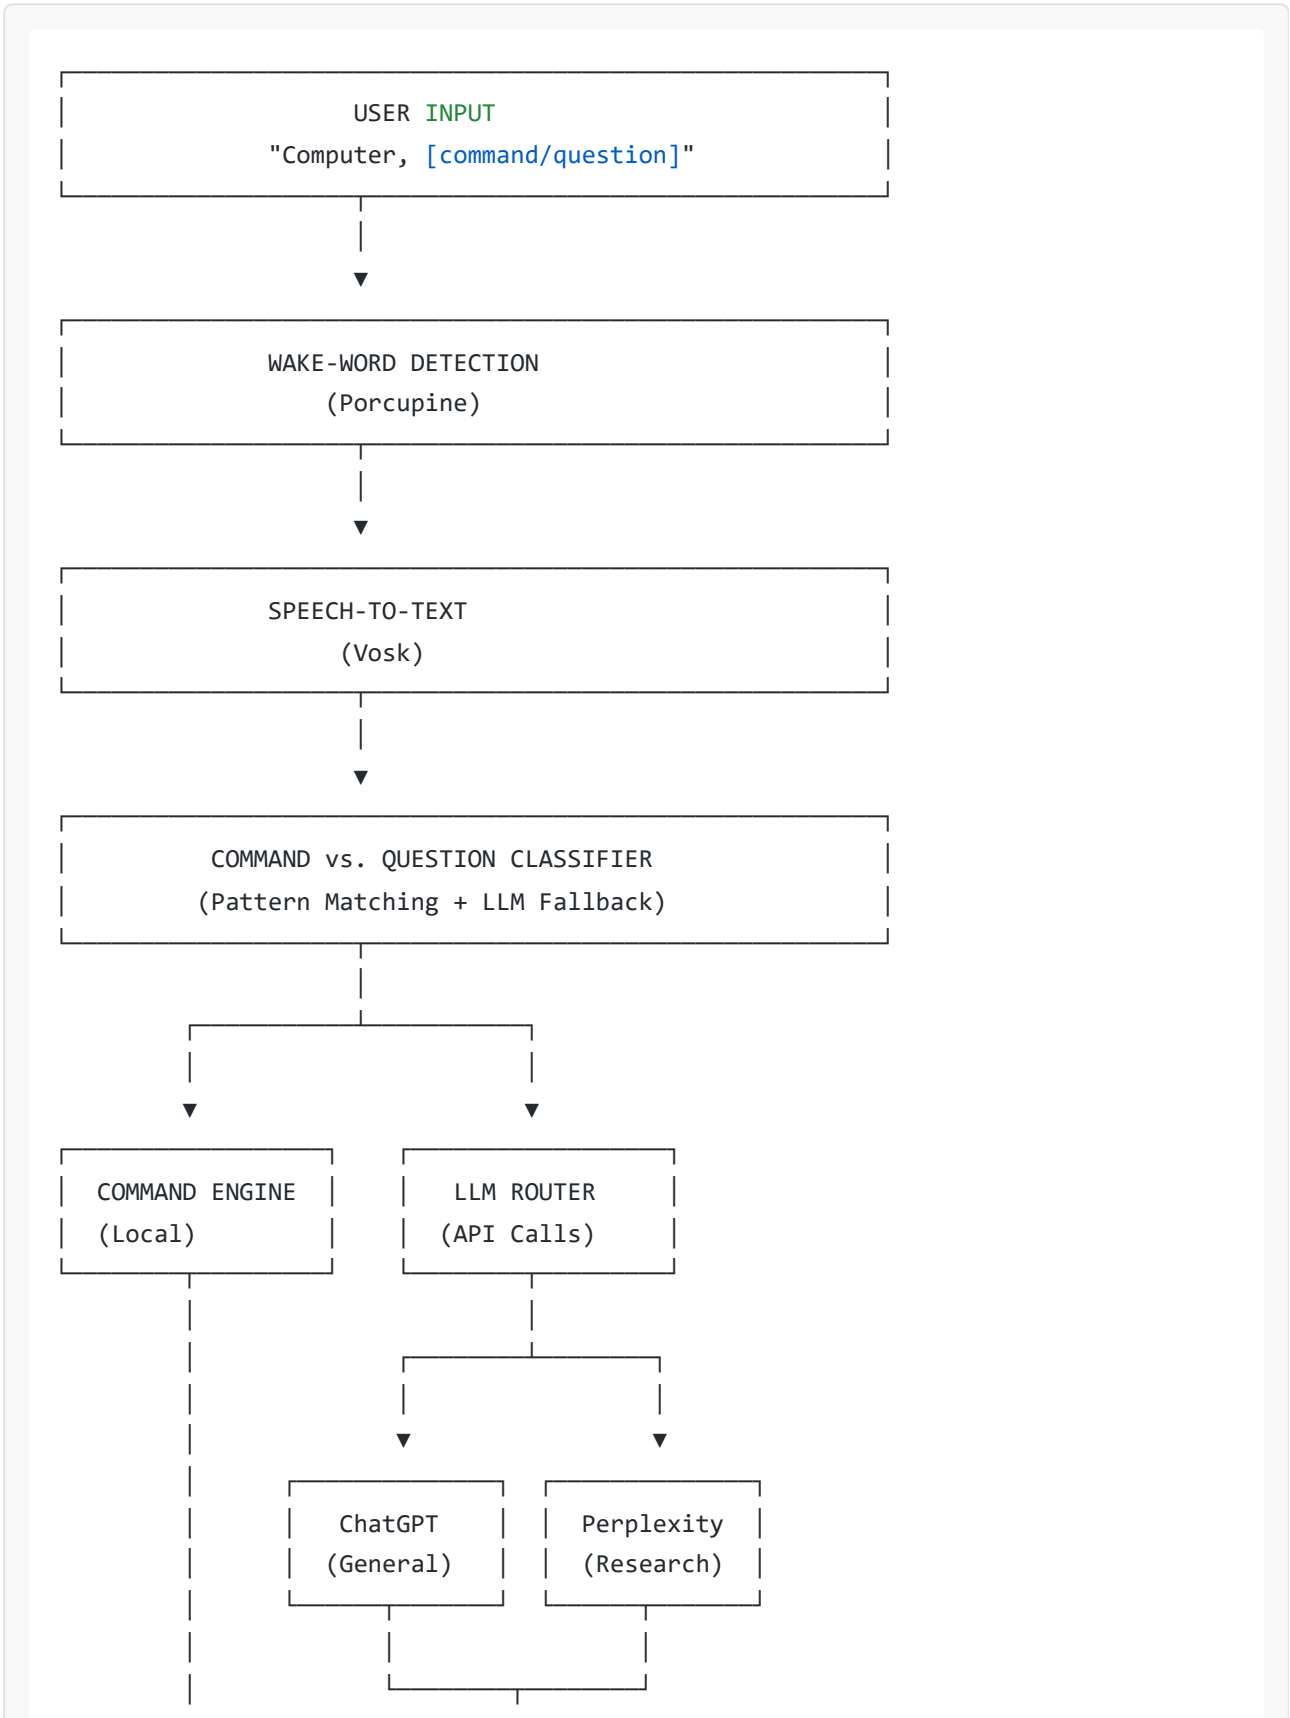 USER INPUT
"Computer, [command/question]"
WAKE-WORD DETECTION
(Porcupine)
SPEECH-TO-TEXT
(Vosk)
COMMAND vs. QUESTION CLASSIFIER
(Pattern Matching + LLM Fallback)
COMMAND ENGINE
(Local)
LLM ROUTER
(API Calls)
ChatGPT
(General)
Perplexity
(Research)